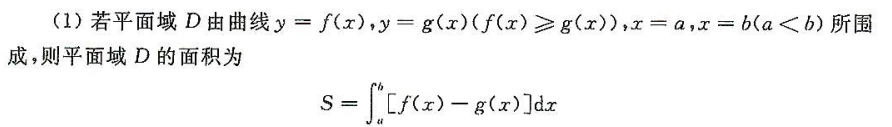 (1) 若平面域 D 由曲线 y = f(x), y = g(x)(f(x) ⩾ g(x)), x = a, x = b(a < b) 所围
成,则平面域 D 的面积为
S = ∫_a^b [f(x) − g(x)]dx